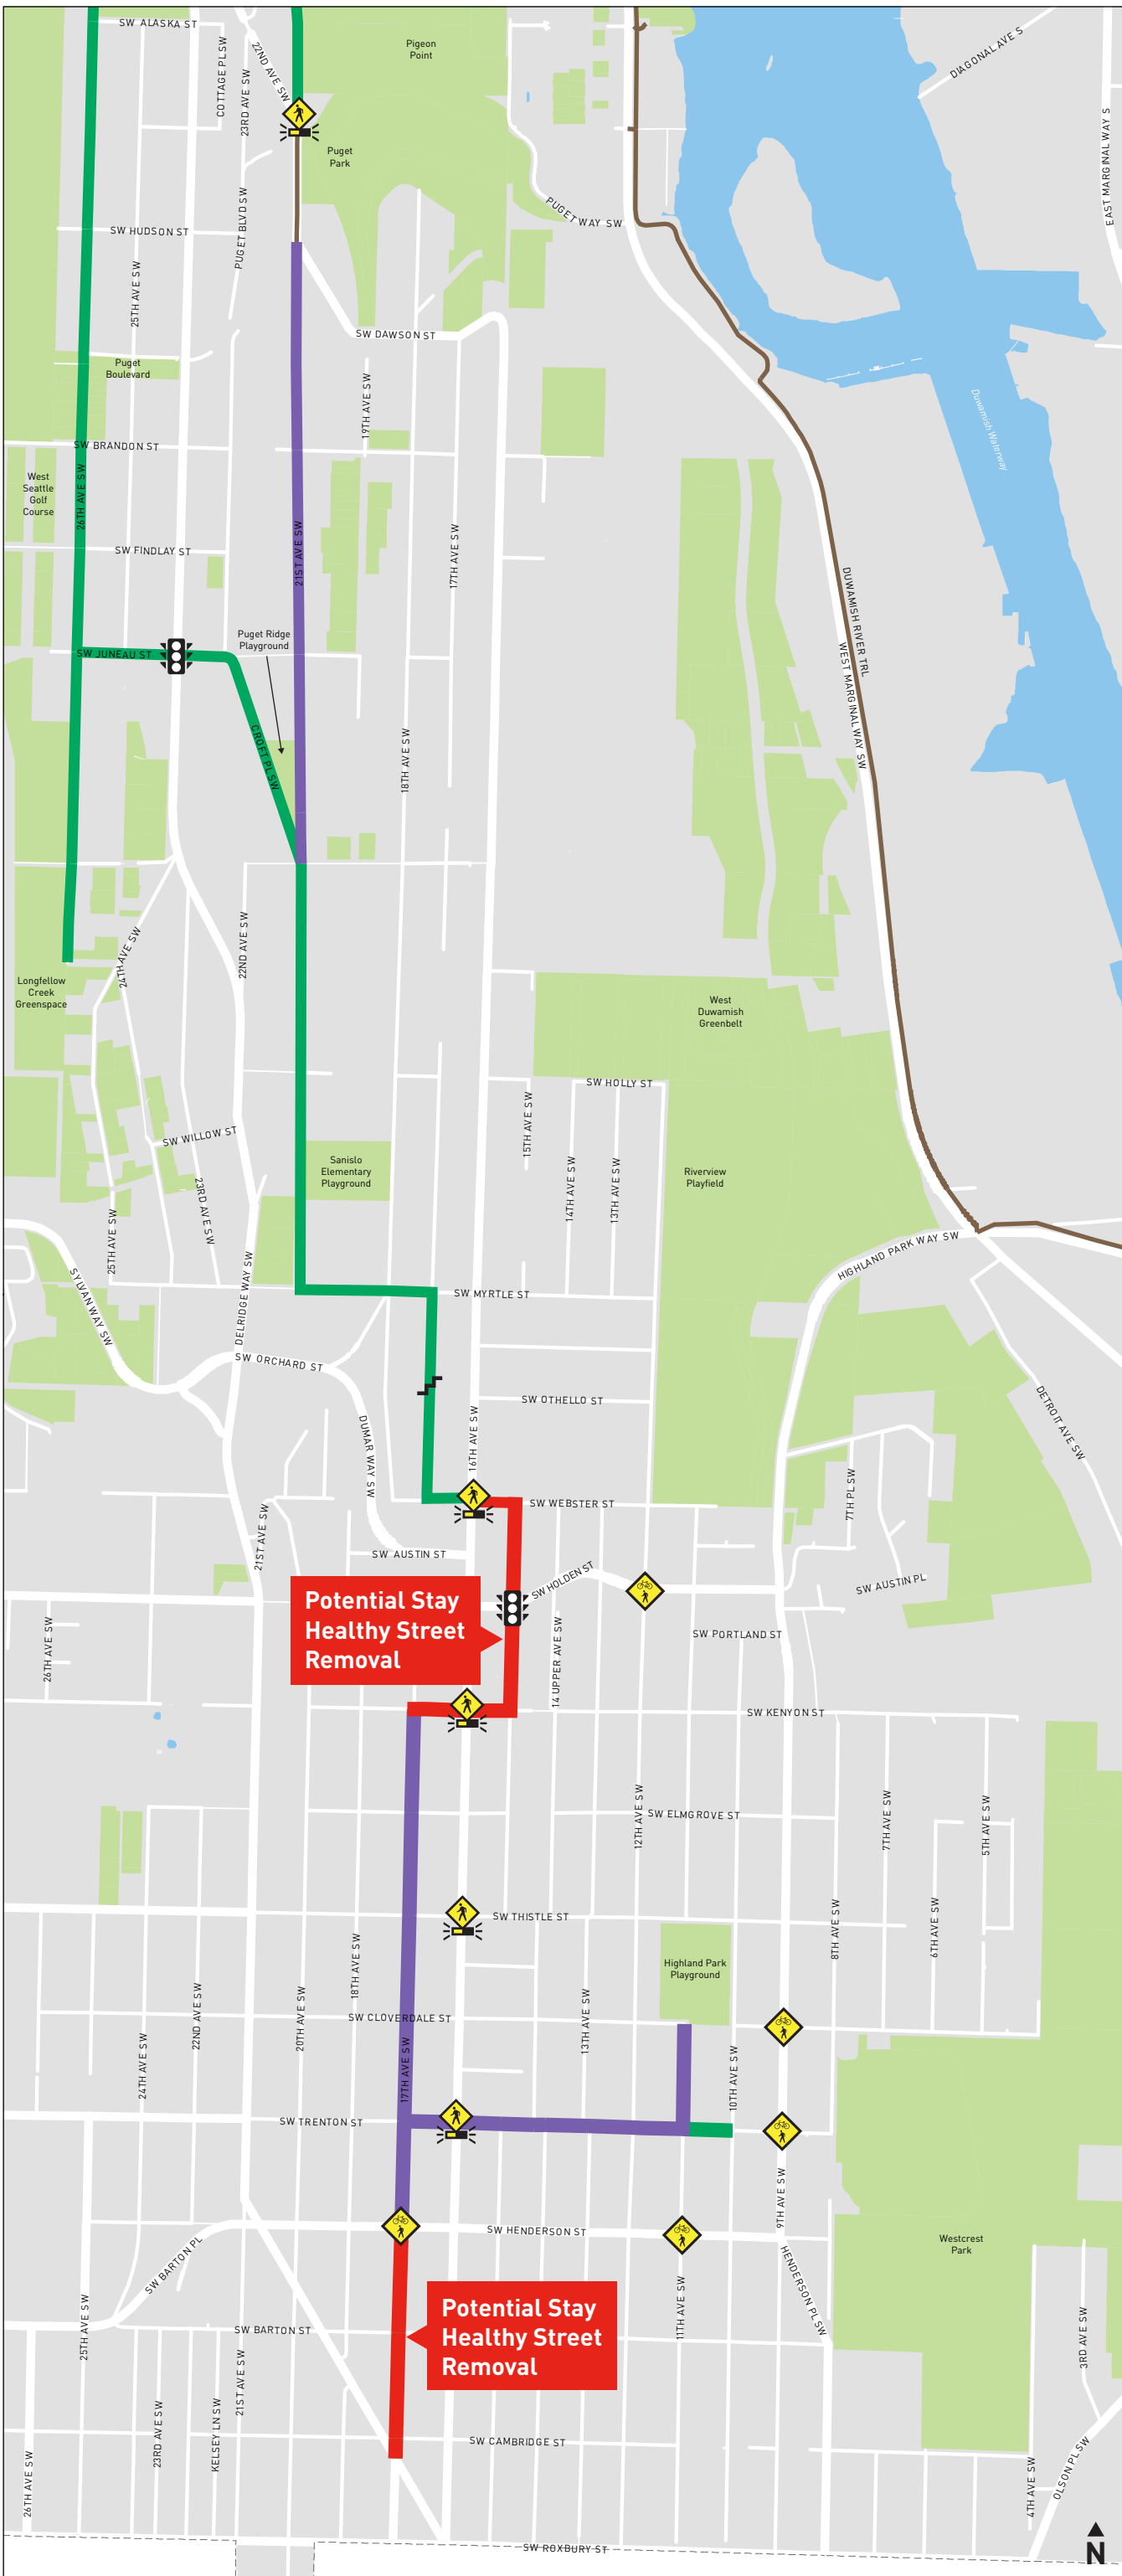 SW ALASKA ST
COTTAGE PL SW
22ND AVE SW
23RD AVE SW
Pigeon
Point
DIAGONAL AVE S
EAST MARGINAL WAY S
Puget
Park
PUGET BLVD SW
PUGET WAY SW
SW HUDSON ST
25TH AVE SW
SW DAWSON ST
Puget
Boulevard
19TH AVE SW
Duwamish Waterway
SW BRANDON ST
West
Seattle
Golf
Course
26TH AVE SW
21ST AVE SW
17TH AVE SW
SW FINDLAY ST
DUWAMISH RIVER TRL
WEST MARGINAL WAY SW
Puget Ridge
Playground
SW JUNEAU ST
CROFT PL SW
18TH AVE SW
24TH AVE SW
22ND AVE SW
Longfellow
Creek
Greenspace
West
Duwamish
Greenbelt
SW HOLLY ST
15TH AVE SW
SW WILLOW ST
Sanislo
Elementary
Playground
14TH AVE SW
13TH AVE SW
Riverview
Playfield
23RD AVE SW
25TH AVE SW
HIGHLAND PARK WAY SW
SYLVAN WAY SW
DELRIDGE WAY SW
SW MYRTLE ST
SW ORCHARD ST
SW OTHELLO ST
DETROIT AVE SW
DUMAR WAY SW
16TH AVE SW
7TH PL SW
SW WEBSTER ST
21ST AVE SW
SW AUSTIN ST
SW HOLDEN ST
SW AUSTIN PL
Potential Stay
Healthy Street
Removal
26TH AVE SW
14 UPPER AVE SW
SW PORTLAND ST
SW KENYON ST
12TH AVE SW
SW ELMGROVE ST
7TH AVE SW
5TH AVE SW
SW THISTLE ST
8TH AVE SW
6TH AVE SW
18TH AVE SW
Highland Park
Playground
22ND AVE SW
20TH AVE SW
SW CLOVERDALE ST
13TH AVE SW
24TH AVE SW
17TH AVE SW
10TH AVE SW
SW TRENTON ST
9TH AVE SW
SW HENDERSON ST
Westcrest
Park
SW BARTON PL
HENDERSON PL SW
11TH AVE SW
25TH AVE SW
SW BARTON ST
Potential Stay
Healthy Street
Removal
3RD AVE SW
21ST AVE SW
23RD AVE SW
KELSEY LN SW
SW CAMBRIDGE ST
26TH AVE SW
4TH AVE SW
OLSON PL SW
SW ROXBURY ST
N